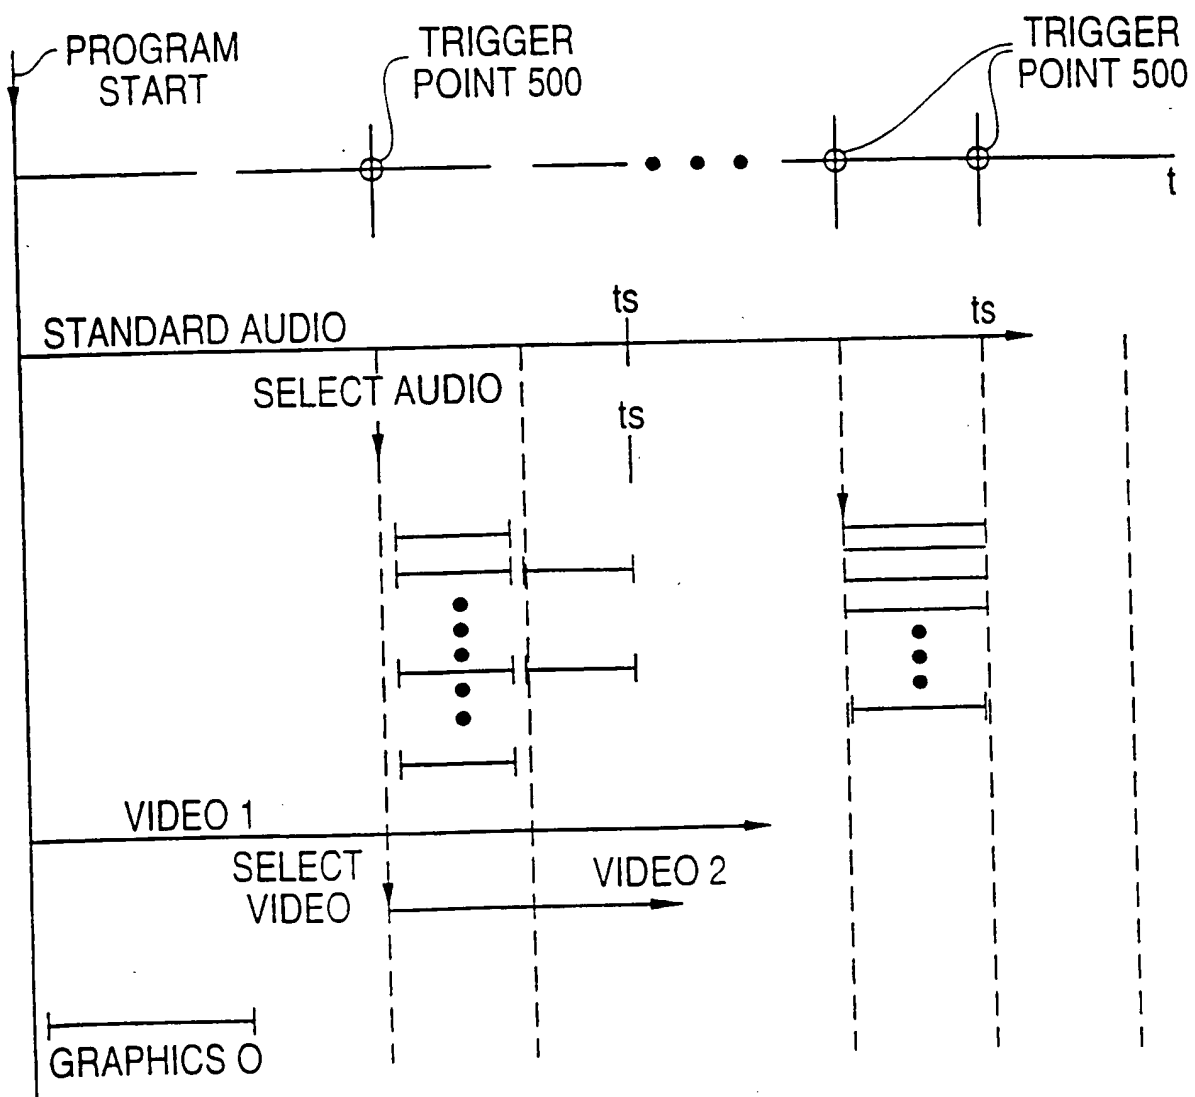 PROGRAM
START
TRIGGER
POINT 500
TRIGGER
POINT 500
t
STANDARD AUDIO
ts
ts
SELECT AUDIO
ts
VIDEO 1
SELECT
VIDEO
VIDEO 2
GRAPHICS O